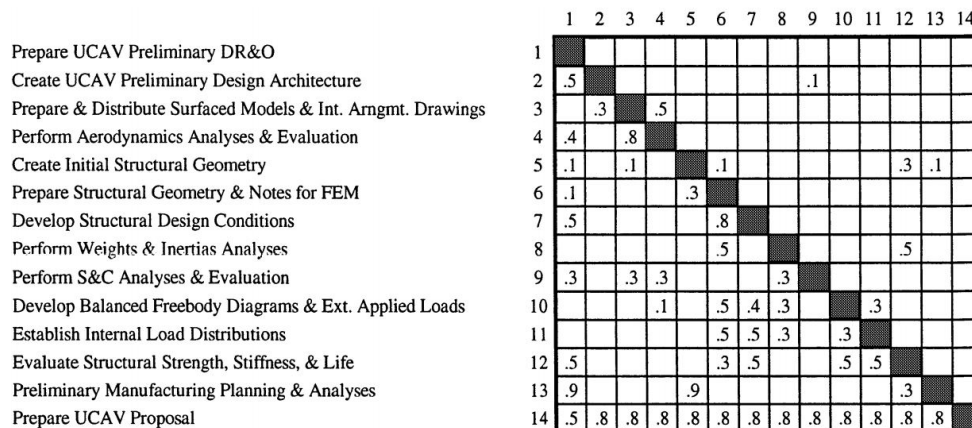 1 2 3 4 5 6 7 8 9 10 11 12 13 14
Prepare UCAV Preliminary DR&O 1
Create UCAV Preliminary Design Architecture 2 .5 .1
Prepare & Distribute Surfaced Models & Int. Arngmt. Drawings 3 .3 .5
Perform Aerodynamics Analyses & Evaluation 4 .4 .8
Create Initial Structural Geometry 5 .1 .1 .1 .3 .1
Prepare Structural Geometry & Notes for FEM 6 .1 .3
Develop Structural Design Conditions 7 .5 .8
Perform Weights & Inertias Analyses 8 .5 .5
Perform S&C Analyses & Evaluation 9 .3 .3 .3 .3
Develop Balanced Freebody Diagrams & Ext. Applied Loads 10 .1 .5 .4 .3 .3
Establish Internal Load Distributions 11 .5 .5 .3 .3
Evaluate Structural Strength, Stiffness, & Life 12 .5 .3 .5 .5 .5
Preliminary Manufacturing Planning & Analyses 13 .9 .9 .3
Prepare UCAV Proposal 14 .5 .8 .8 .8 .8 .8 .8 .8 .8 .8 .8 .8 .8